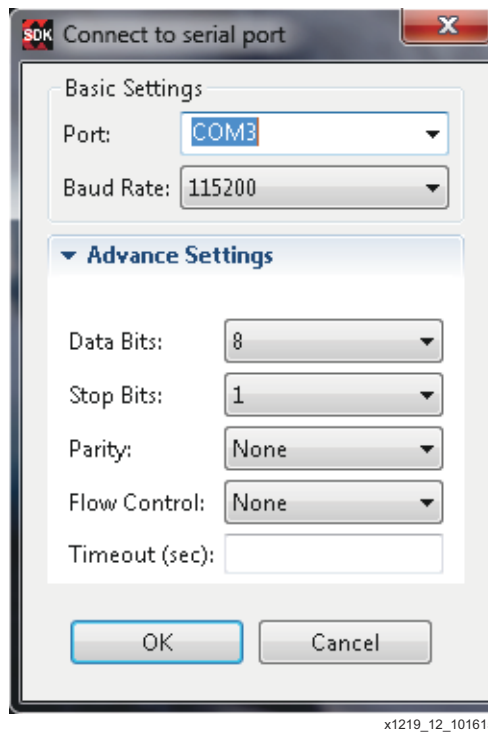 SDK Connect to serial port
Basic Settings
Port: COM3
Baud Rate: 115200
Advance Settings
Data Bits: 8
Stop Bits: 1
Parity: None
Flow Control: None
Timeout (sec):
OK Cancel
x1219_12_10161